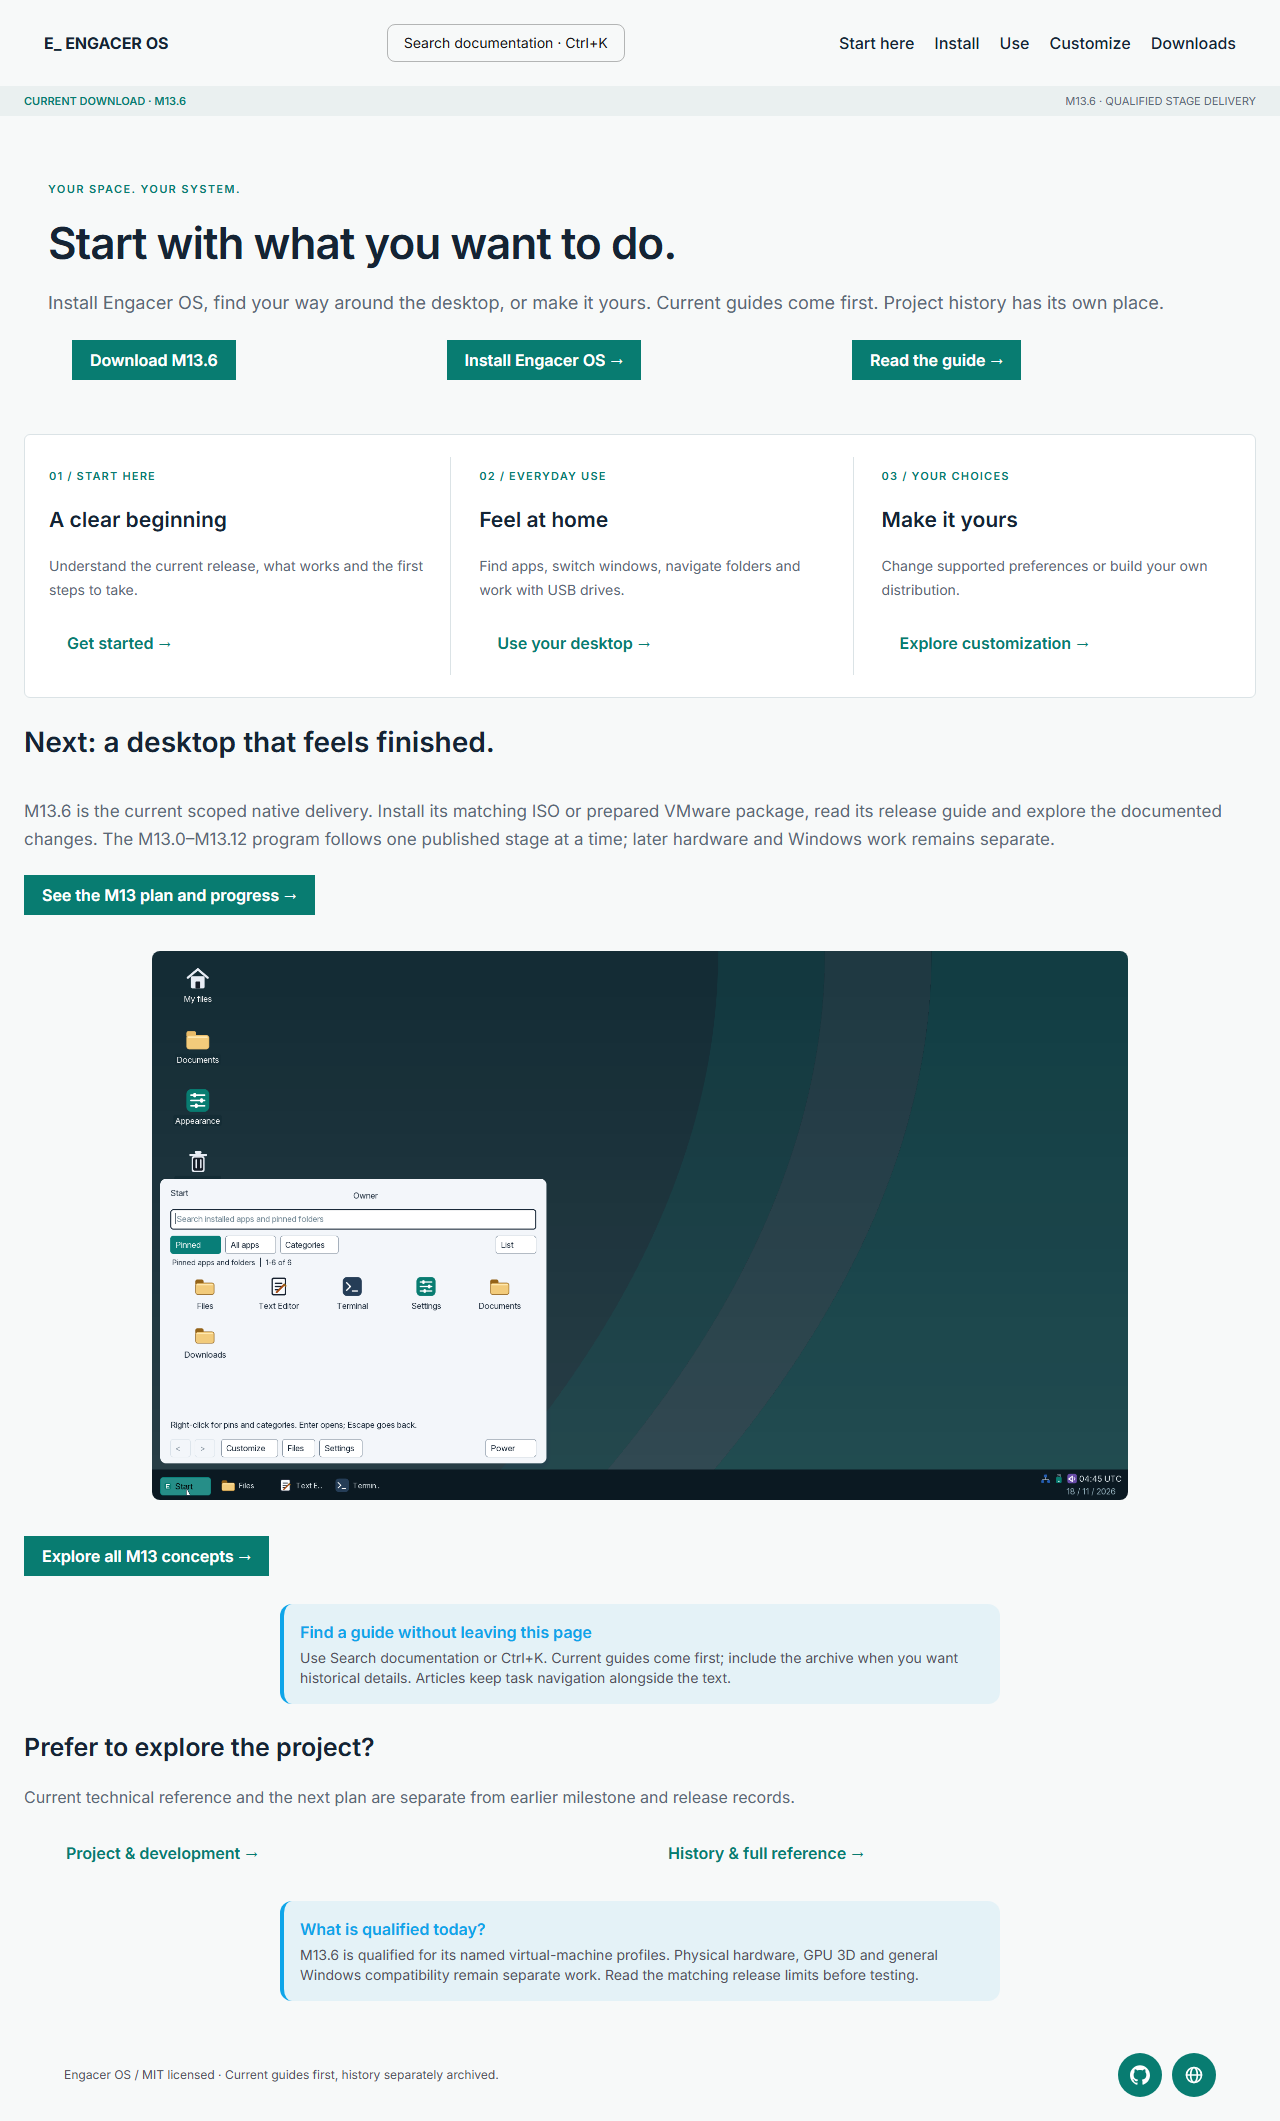 E_ ENGACER OS
Search documentation · Ctrl+K
Start here Install Use Customize Downloads
CURRENT DOWNLOAD · M13.6
M13.6 · QUALIFIED STAGE DELIVERY
YOUR SPACE. YOUR SYSTEM.
Start with what you want to do.
Install Engacer OS, find your way around the desktop, or make it yours. Current guides come first. Project history has its own place.
Download M13.6
Install Engacer OS →
Read the guide →
01 / START HERE
A clear beginning
Understand the current release, what works and the first
steps to take.
Get started →
02 / EVERYDAY USE
Feel at home
Find apps, switch windows, navigate folders and
work with USB drives.
Use your desktop →
03 / YOUR CHOICES
Make it yours
Change supported preferences or build your own
distribution.
Explore customization →
Next: a desktop that feels finished.
M13.6 is the current scoped native delivery. Install its matching ISO or prepared VMware package, read its release guide and explore the documented
changes. The M13.0–M13.12 program follows one published stage at a time; later hardware and Windows work remains separate.
See the M13 plan and progress →
My files
Documents
Appearance
Start
Owner
Search installed apps and pinned folders
Pinned All apps Categories List
Pinned apps and folders | 1-6 of 6
Files Text Editor Terminal Settings Documents
Downloads
Right-click for pins and categories. Enter opens; Escape goes back.
< > Customize Files Settings Power
E Start Files Text E.. Termin.. 04:45 UTC
18 / 11 / 2026
Explore all M13 concepts →
Find a guide without leaving this page
Use Search documentation or Ctrl+K. Current guides come first; include the archive when you want
historical details. Articles keep task navigation alongside the text.
Prefer to explore the project?
Current technical reference and the next plan are separate from earlier milestone and release records.
Project & development →
History & full reference →
What is qualified today?
M13.6 is qualified for its named virtual-machine profiles. Physical hardware, GPU 3D and general
Windows compatibility remain separate work. Read the matching release limits before testing.
Engacer OS / MIT licensed · Current guides first, history separately archived.